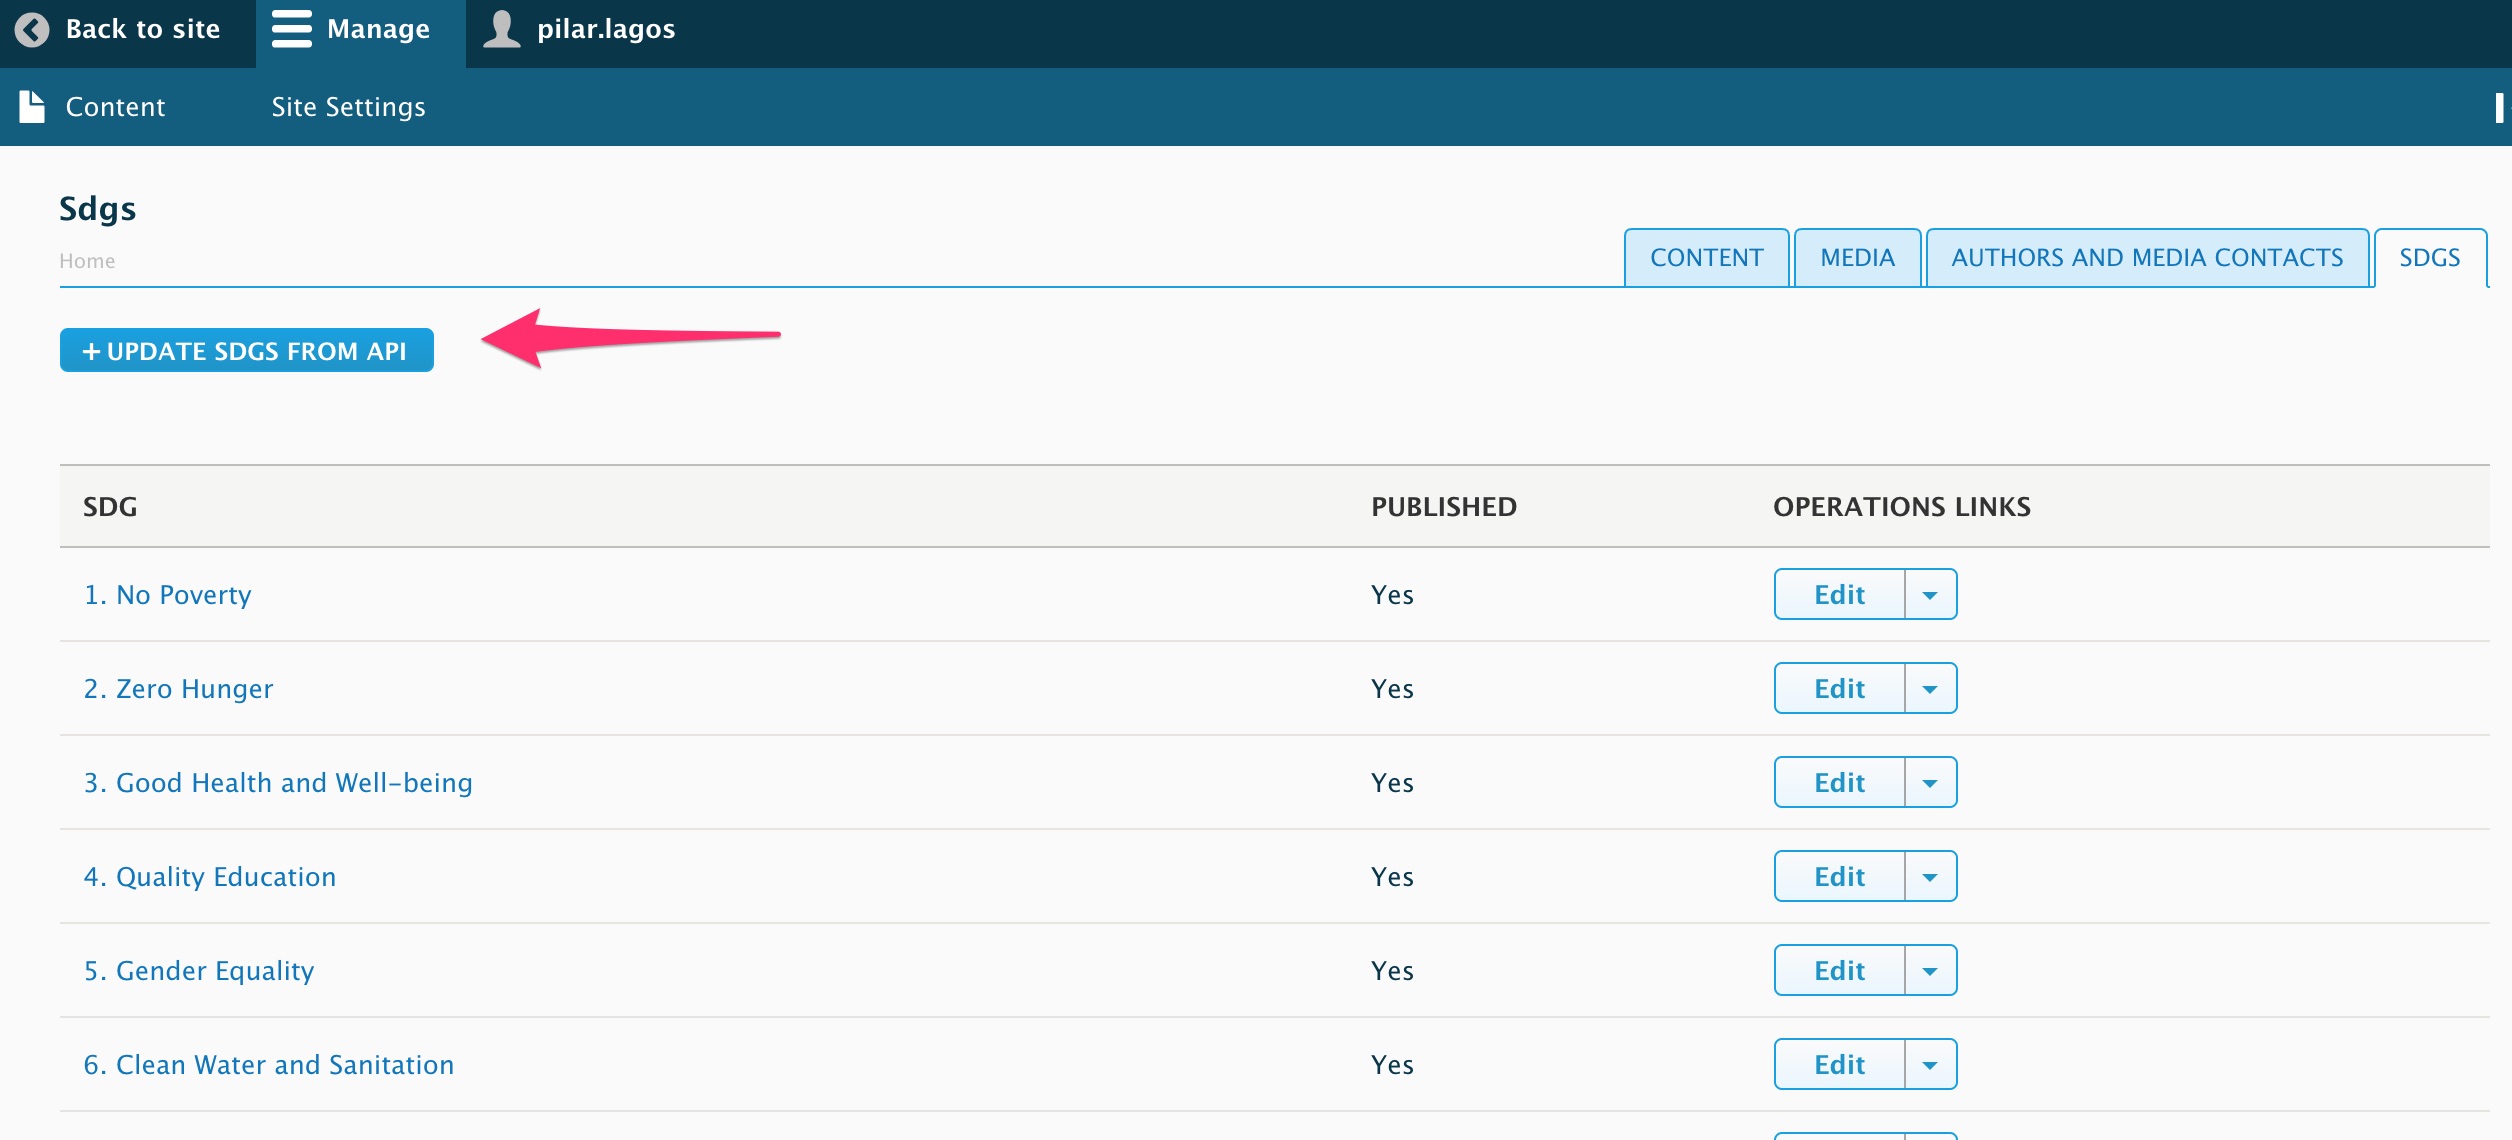 Back to site
Manage
pilar.lagos
Content
Site Settings
Sdgs
Home
CONTENT
MEDIA
AUTHORS AND MEDIA CONTACTS
SDGS
+ UPDATE SDGS FROM API
SDG PUBLISHED OPERATIONS LINKS
1. No Poverty Yes Edit
2. Zero Hunger Yes Edit
3. Good Health and Well-being Yes Edit
4. Quality Education Yes Edit
5. Gender Equality Yes Edit
6. Clean Water and Sanitation Yes Edit